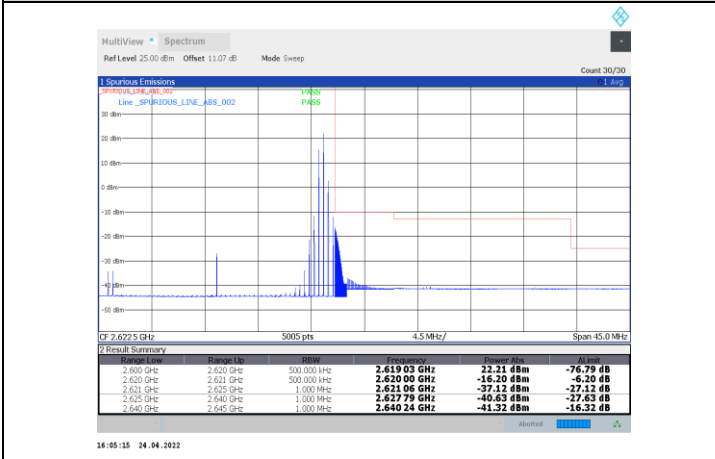 MultiView Spectrum
Ref Level 25.00 dBm Offset 11.07 dB Mode Sweep
Count 30/30
1 Spurious Emissions 1 Avg
_SPURIOUS_LINE_ABS_002 PASS
Line _SPURIOUS_LINE_ABS_002 PASS
30 dBm
20 dBm
10 dBm
0 dBm
-10 dBm
-20 dBm
-30 dBm
-40 dBm
-50 dBm
CF 2.6225 GHz 5005 pts 4.5 MHz/ Span 45.0 MHz
2 Result Summary
Range Low Range Up RBW Frequency Power Abs ΔLimit
2.600 GHz 2.620 GHz 500.000 kHz 2.619 03 GHz 22.21 dBm -76.79 dB
2.620 GHz 2.621 GHz 500.000 kHz 2.620 00 GHz -16.20 dBm -6.20 dB
2.621 GHz 2.625 GHz 1.000 MHz 2.621 06 GHz -37.12 dBm -27.12 dB
2.625 GHz 2.640 GHz 1.000 MHz 2.627 79 GHz -40.63 dBm -27.63 dB
2.640 GHz 2.645 GHz 1.000 MHz 2.640 24 GHz -41.32 dBm -16.32 dB
Aborted
16:05:15 24.04.2022